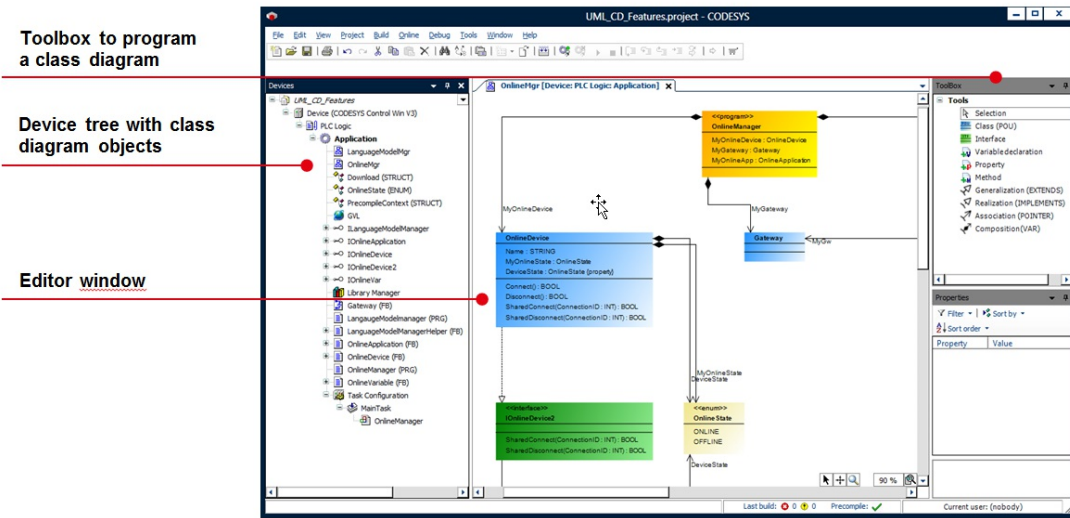 Toolbox to program
a class diagram
Device tree with class
diagram objects
Editor window
UML_CD_Features.project - CODESYS
File Edit View Project Build Online Debug Tools Window Help
Devices
UML_CD_Features
Device (CODESYS Control Win V3)
PLC Logic
Application
LanguageModelMgr
OnlineMgr
Download (STRUCT)
OnlineState (ENUM)
PrecompileContext (STRUCT)
GVL
ILanguageModelManager
IOnlineApplication
IOnlineDevice
IOnlineDevice2
IOnlineVar
Library Manager
Gateway (FB)
LangaugeModelmanager (PRG)
LanguageModelManagerHelper (FB)
OnlineApplication (FB)
OnlineDevice (FB)
OnlineManager (PRG)
OnlineVariable (FB)
Task Configuration
MainTask
OnlineManager
OnlineMgr [Device: PLC Logic: Application]
<<program>>
OnlineManager
MyOnlineDevice : OnlineDevice
MyGateway : Gateway
MyOnlineApp : OnlineApplication
MyOnlineDevice
MyGateway
OnlineDevice
Name : STRING
MyOnlineState : OnlineState
DeviceState : OnlineState {property}
Connect() : BOOL
Disconnect() : BOOL
SharedConnect(ConnectionID : INT) : BOOL
SharedDisconnect(ConnectionID : INT) : BOOL
Gateway
MyGw
MyOnlineState
DeviceState
<<interface>>
IOnlineDevice2
SharedConnect(ConnectionID : INT) : BOOL
SharedDisconnect(ConnectionID : INT) : BOOL
<<enum>>
OnlineState
ONLINE
OFFLINE
DeviceState
90 %
ToolBox
Tools
Selection
Class (POU)
Interface
Variable declaration
Property
Method
Generalization (EXTENDS)
Realization (IMPLEMENTS)
Association (POINTER)
Composition(VAR)
Properties
Filter Sort by
Sort order
Property Value
Last build: 0 0 Precompile: Current user: (nobody)